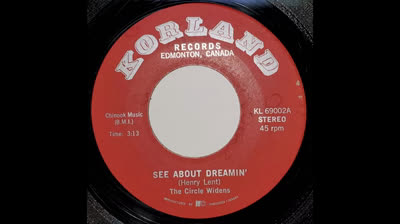 KORLAND
RECORDS
EDMONTON, CANADA
Chinook Music
(B.M.I.)
Time: 3:13
KL 69002A
STEREO
45 rpm
SEE ABOUT DREAMIN'
(Henry Lent)
The Circle Widens